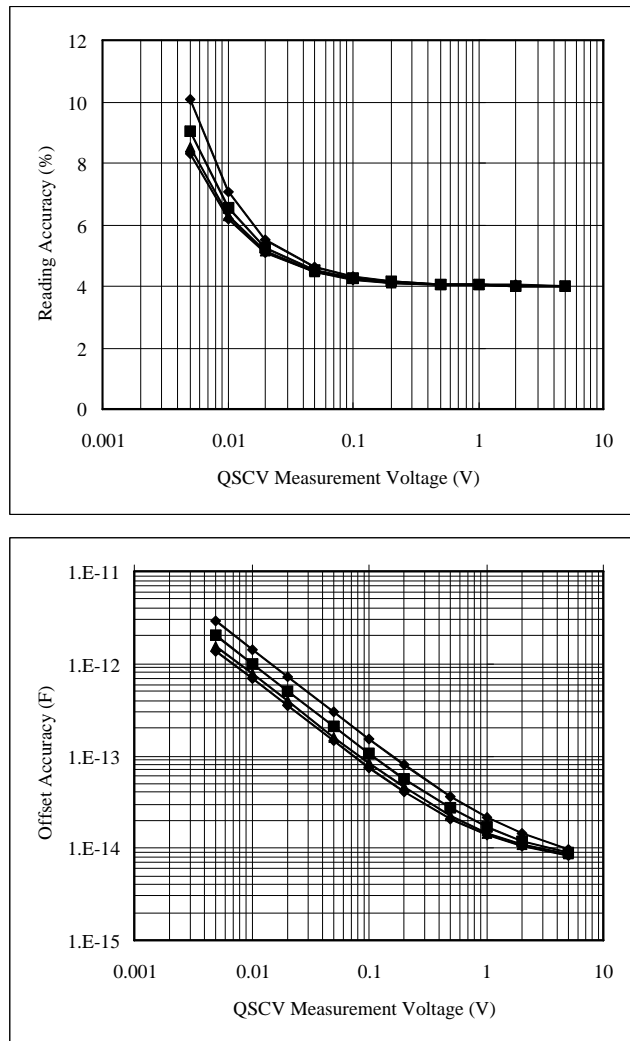 12
10
8
6
4
2
0
Reading Accuracy (%)
0.001 0.01 0.1 1 10
QSCV Measurement Voltage (V)
1.E-11
1.E-12
1.E-13
1.E-14
1.E-15
Offset Accuracy (F)
0.001 0.01 0.1 1 10
QSCV Measurement Voltage (V)